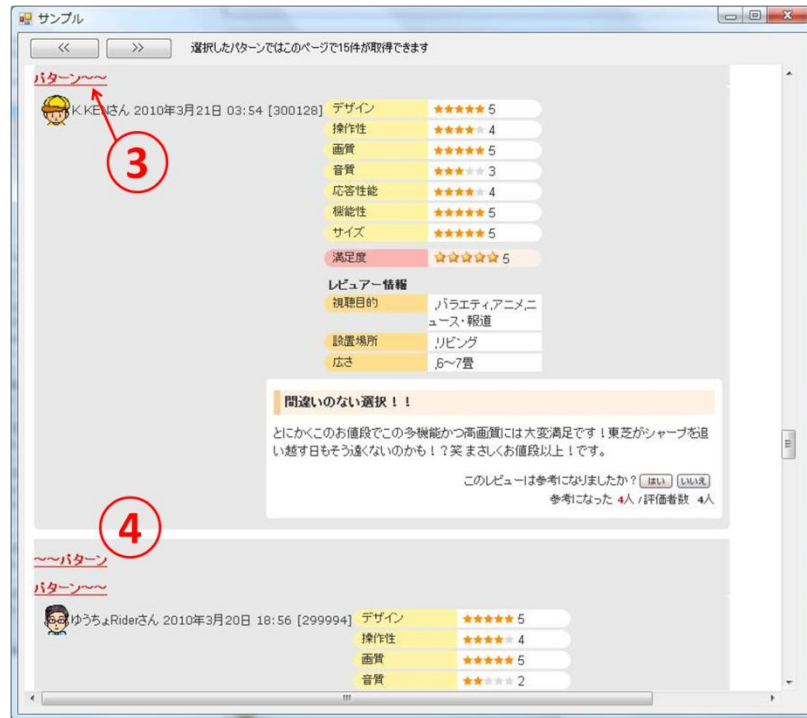 サンプル
<< >> 選択したパターンではこのページで15件が取得できます
パターン～～
K.KENさん 2010年3月21日 03:54 [300128] デザイン ★★★★★ 5
操作性 ★★★★★ 4
画質 ★★★★★ 5
3
音質 ★★★★★ 3
応答性能 ★★★★★ 4
機能性 ★★★★★ 5
サイズ ★★★★★ 5
満足度 ★★★★★ 5
レビュアー情報
視聴目的 ,バラエティ,アニメ,ニ
ュース・報道
設置場所 ,リビング
広さ ,6～7畳
間違いのない選択！！
とにかくこのお値段でこの多機能かつ高画質には大変満足です！東芝がシャープを追
い越す日もそう遠くないのかも！？笑 まさしくお値段以上！です。
このレビューは参考になりましたか？ はい いいえ
参考になった 4人 / 評価者数 4人
4
～～パターン
パターン～～
ゆうちょRiderさん 2010年3月20日 18:56 [299994] デザイン ★★★★★ 5
操作性 ★★★★★ 4
画質 ★★★★★ 5
音質 ★★★★★ 2